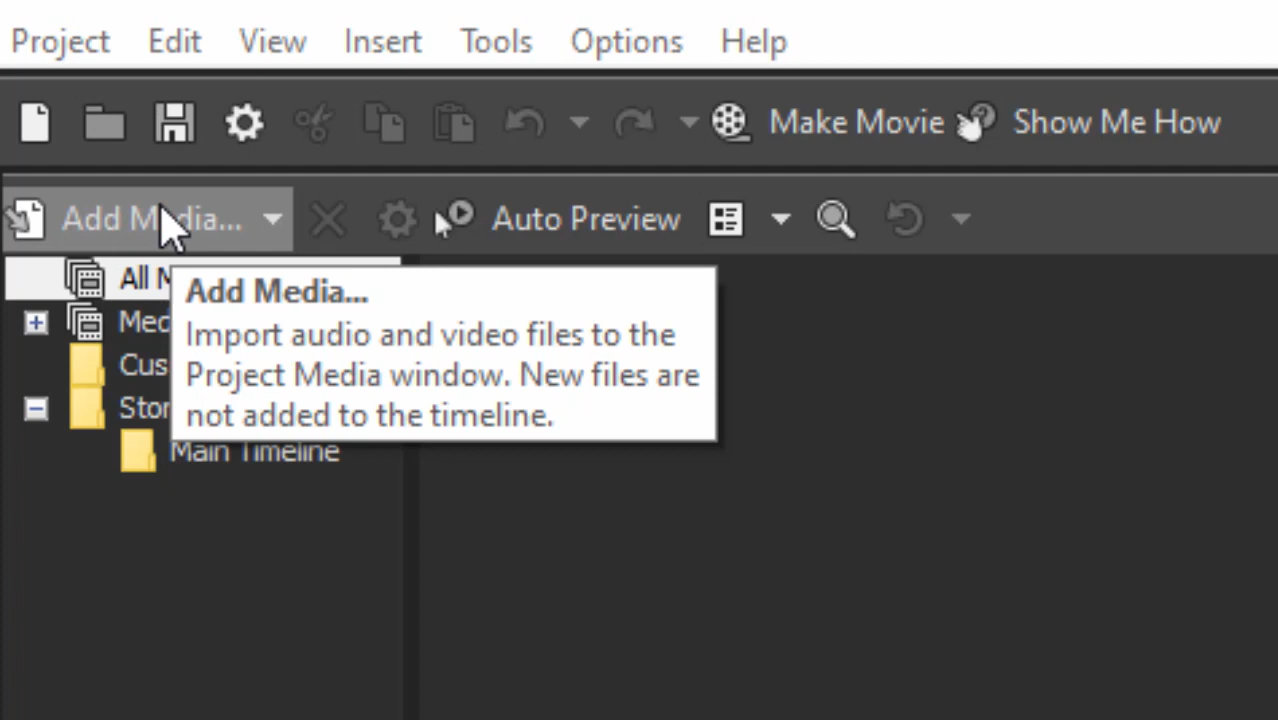 Project Edit View Insert Tools Options Help
Make Movie Show Me How
Add Media... Auto Preview
All
Add Media...
Import audio and video files to the
Project Media window. New files are
not added to the timeline.
Main Timeline